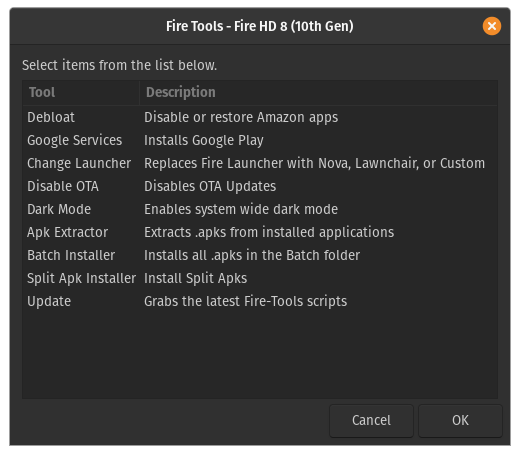 Fire Tools - Fire HD 8 (10th Gen)
Select items from the list below.
Tool Description
Debloat Disable or restore Amazon apps
Google Services Installs Google Play
Change Launcher Replaces Fire Launcher with Nova, Lawnchair, or Custom
Disable OTA Disables OTA Updates
Dark Mode Enables system wide dark mode
Apk Extractor Extracts .apks from installed applications
Batch Installer Installs all .apks in the Batch folder
Split Apk Installer Install Split Apks
Update Grabs the latest Fire-Tools scripts
Cancel OK